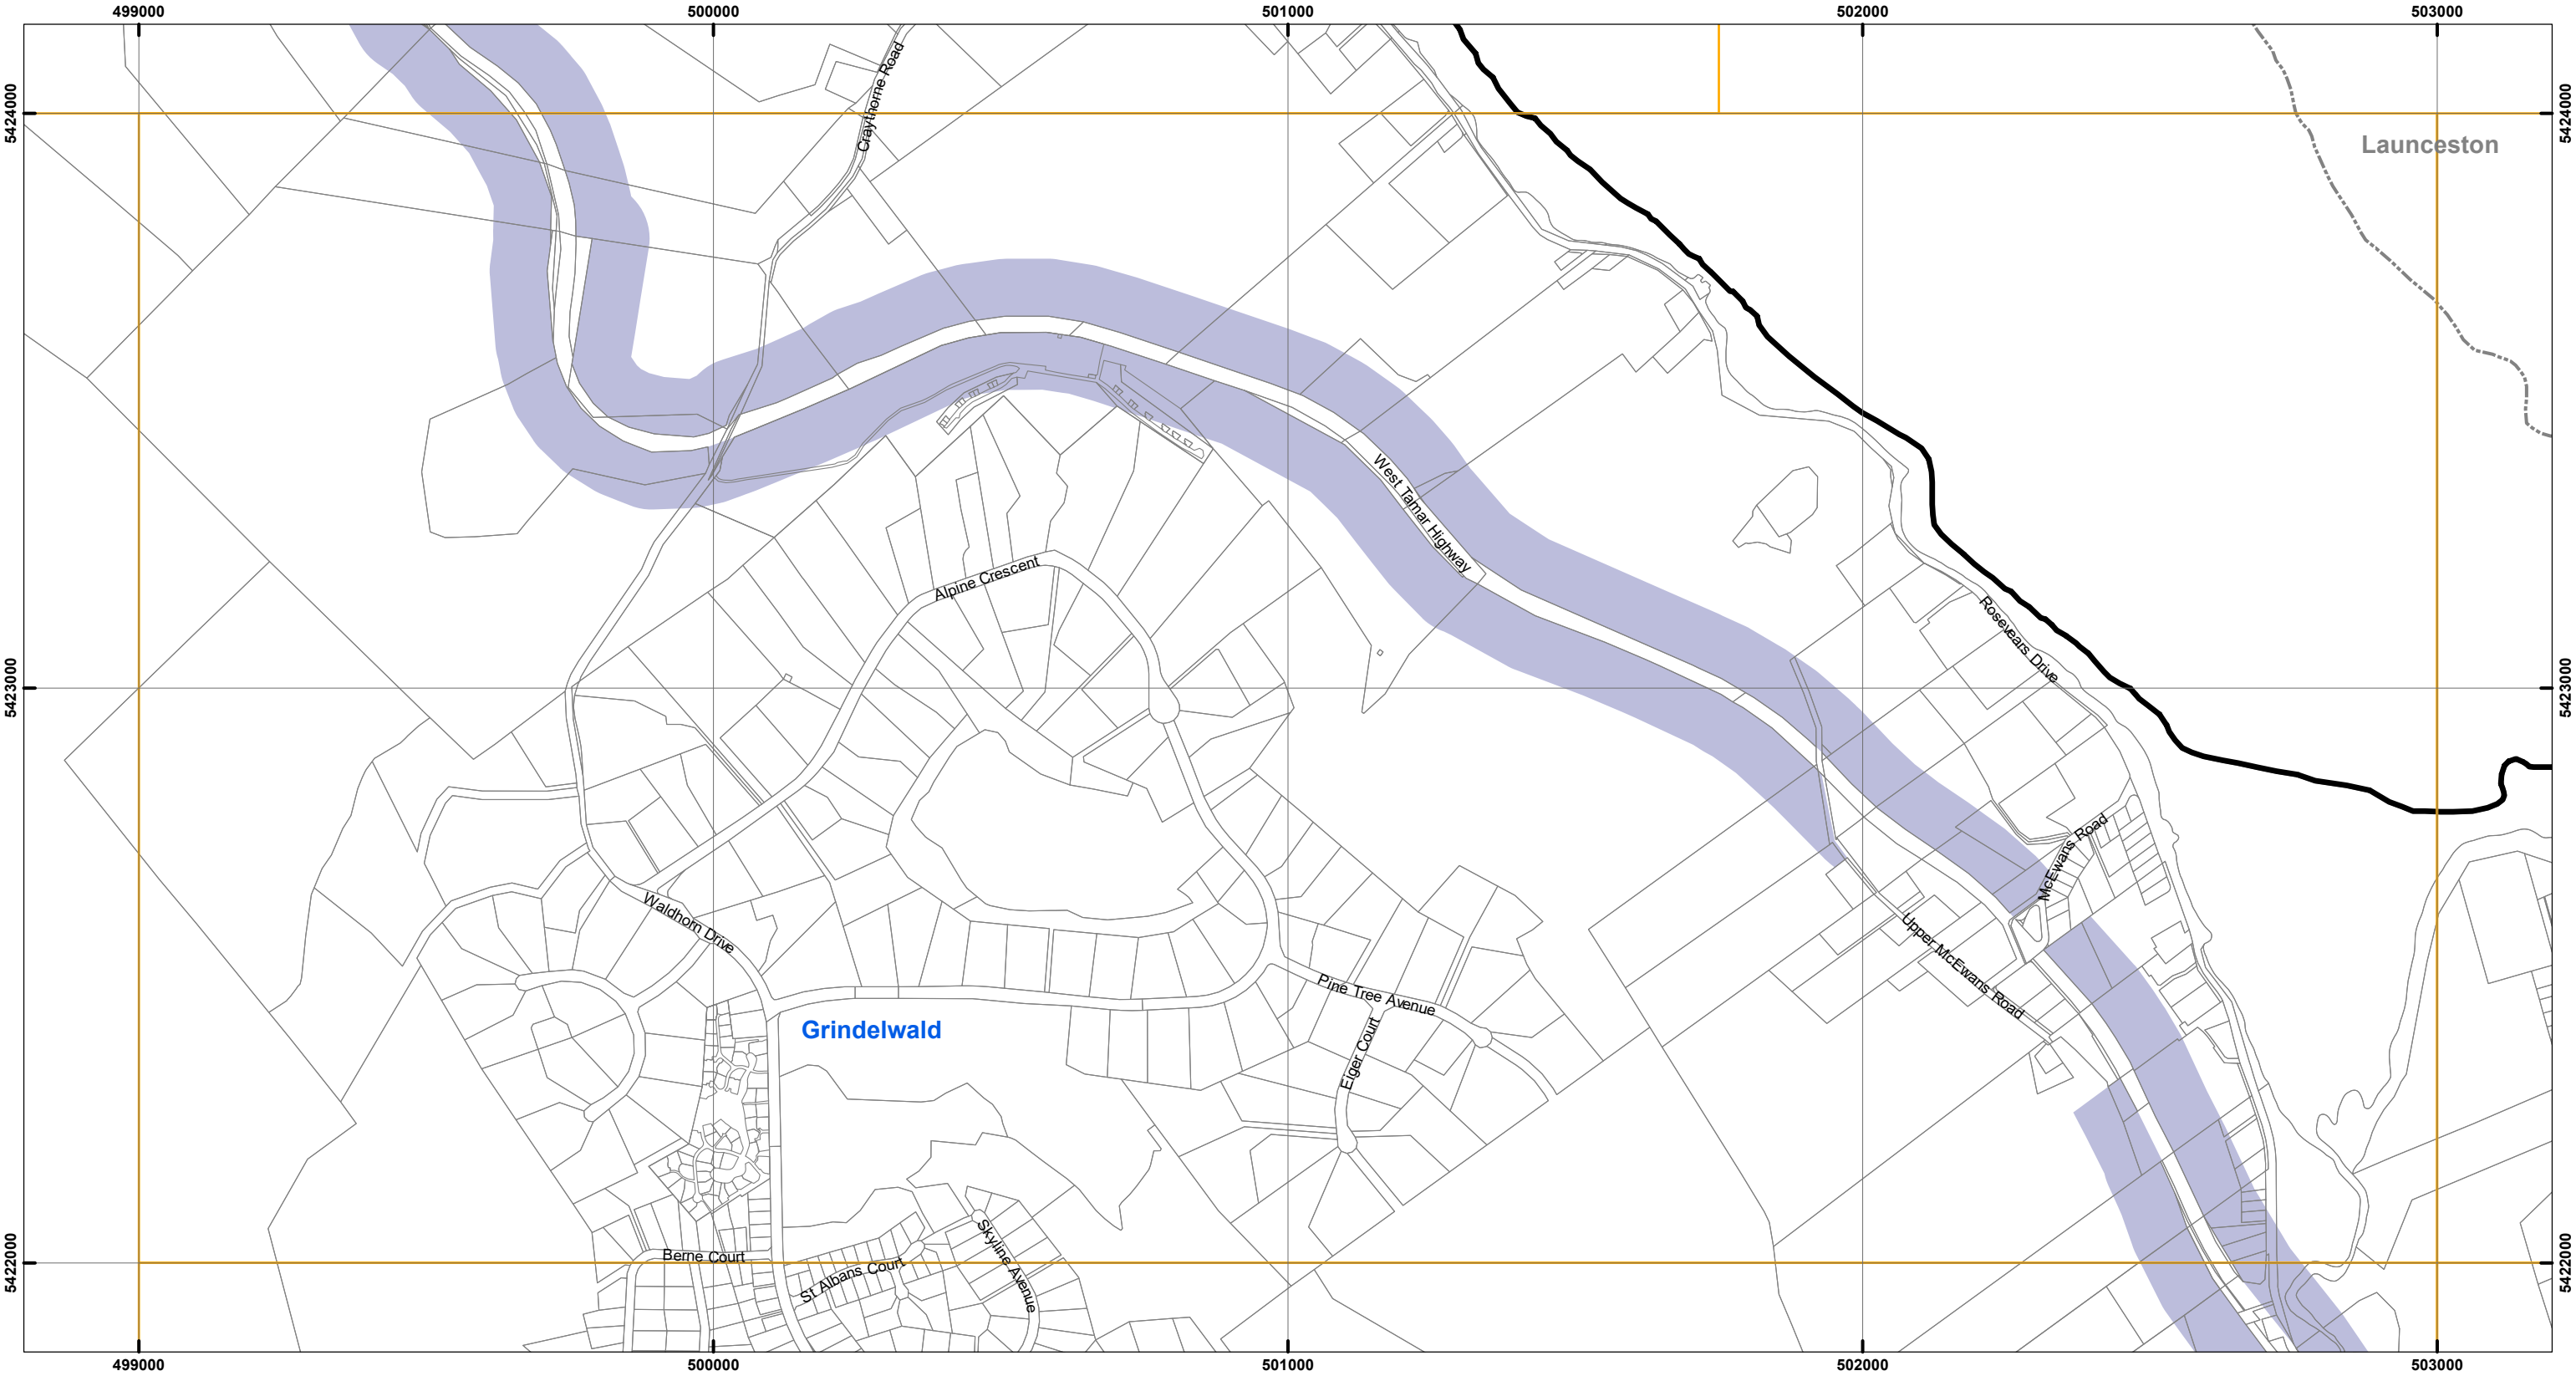 499000
500000
501000
502000
503000
5424000
5424000
Craythorne Road
Launceston
West Tamar Highway
Alpine Crescent
Rosevears Drive
5423000
5423000
McEwans Road
Waldhorn Drive
Upper McEwans Road
Pine Tree Avenue
Grindelwald
Eiger Court
Skyline Avenue
Berne Court
St Albans Court
5422000
5422000
499000
500000
501000
502000
503000